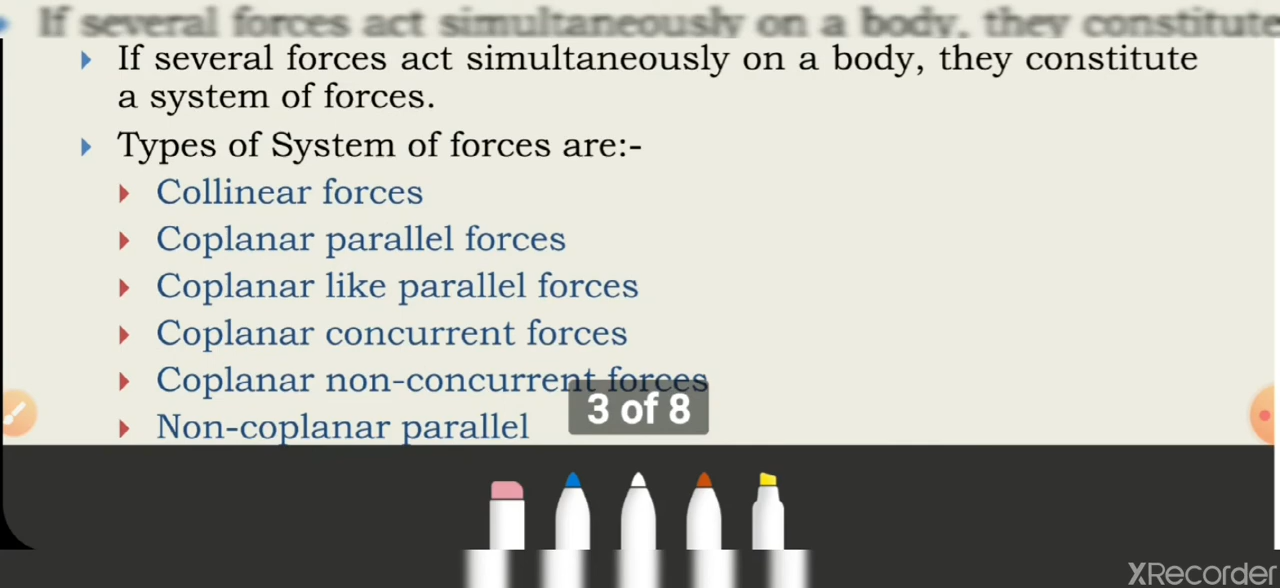 If several forces act simultaneously on a body, they constitute
If several forces act simultaneously on a body, they constitute
a system of forces.
Types of System of forces are:-
Collinear forces
Coplanar parallel forces
Coplanar like parallel forces
Coplanar concurrent forces
Coplanar non-concurrent forces
3 of 8
Non-coplanar parallel
XRecorder